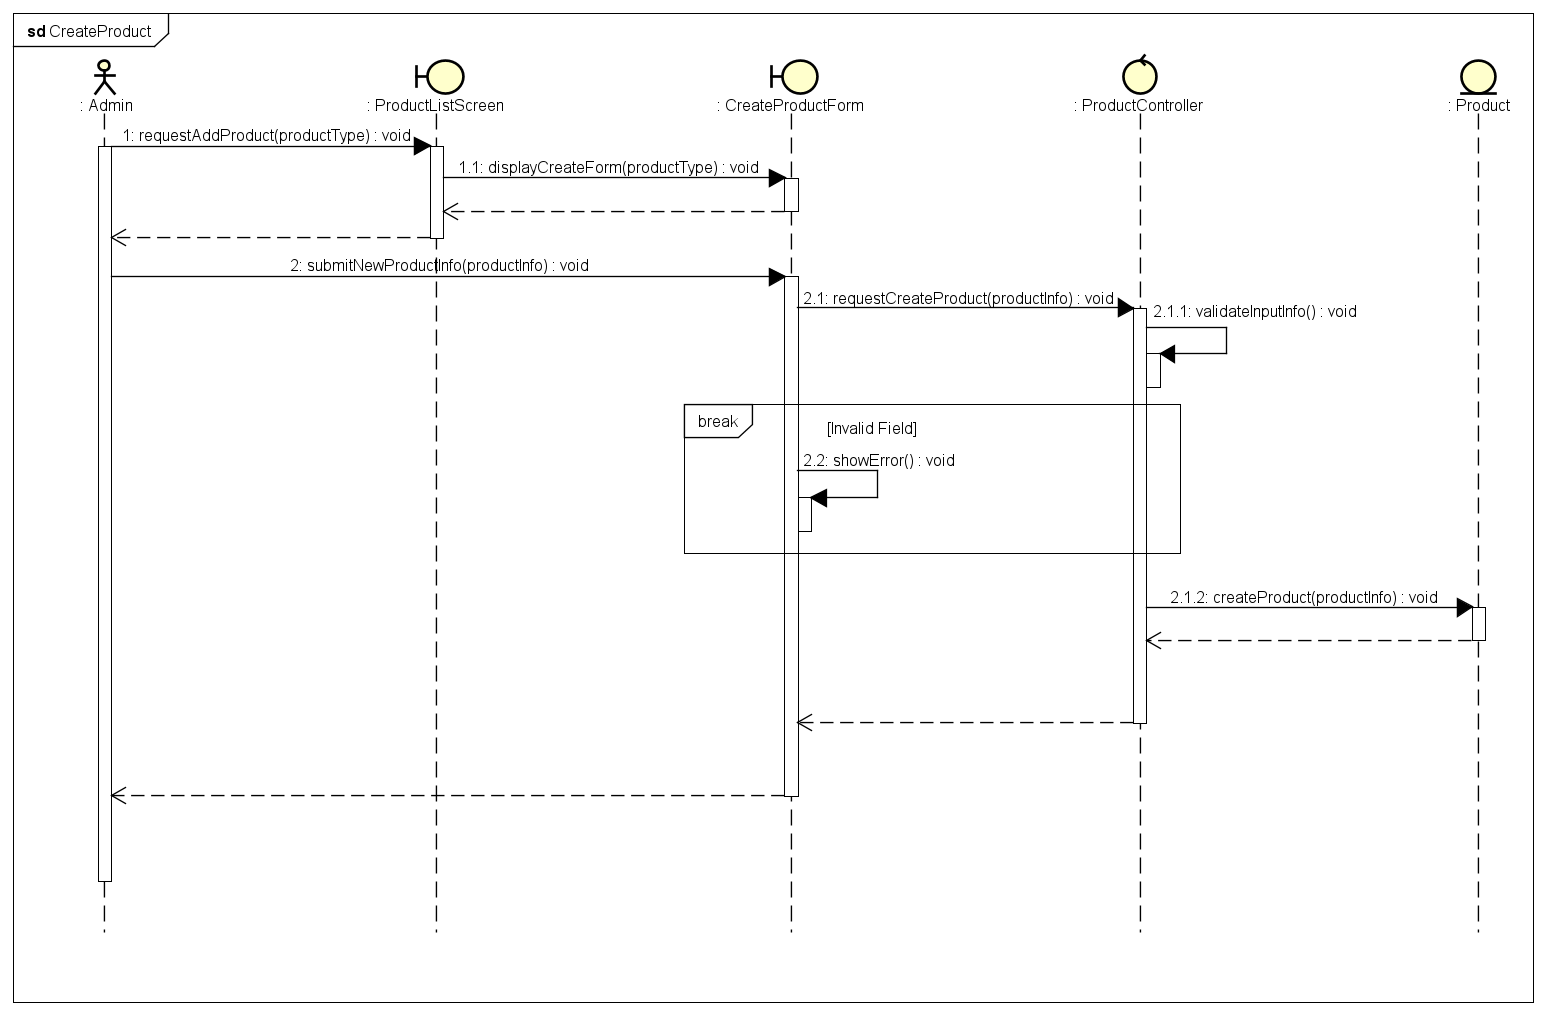 sd CreateProduct
: Admin
: ProductListScreen
: CreateProductForm
: ProductController
: Product
1: requestAddProduct(productType) : void
1.1: displayCreateForm(productType) : void
2: submitNewProductInfo(productInfo) : void
2.1: requestCreateProduct(productInfo) : void
2.1.1: validateInputInfo() : void
break
[Invalid Field]
2.2: showError() : void
2.1.2: createProduct(productInfo) : void